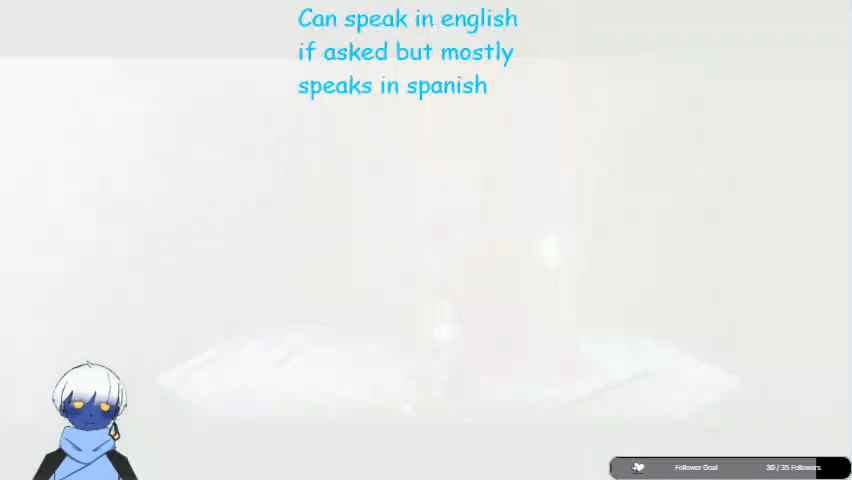 Can speak in english
if asked but mostly
speaks in spanish
Follower Goal
30 / 35 Followers